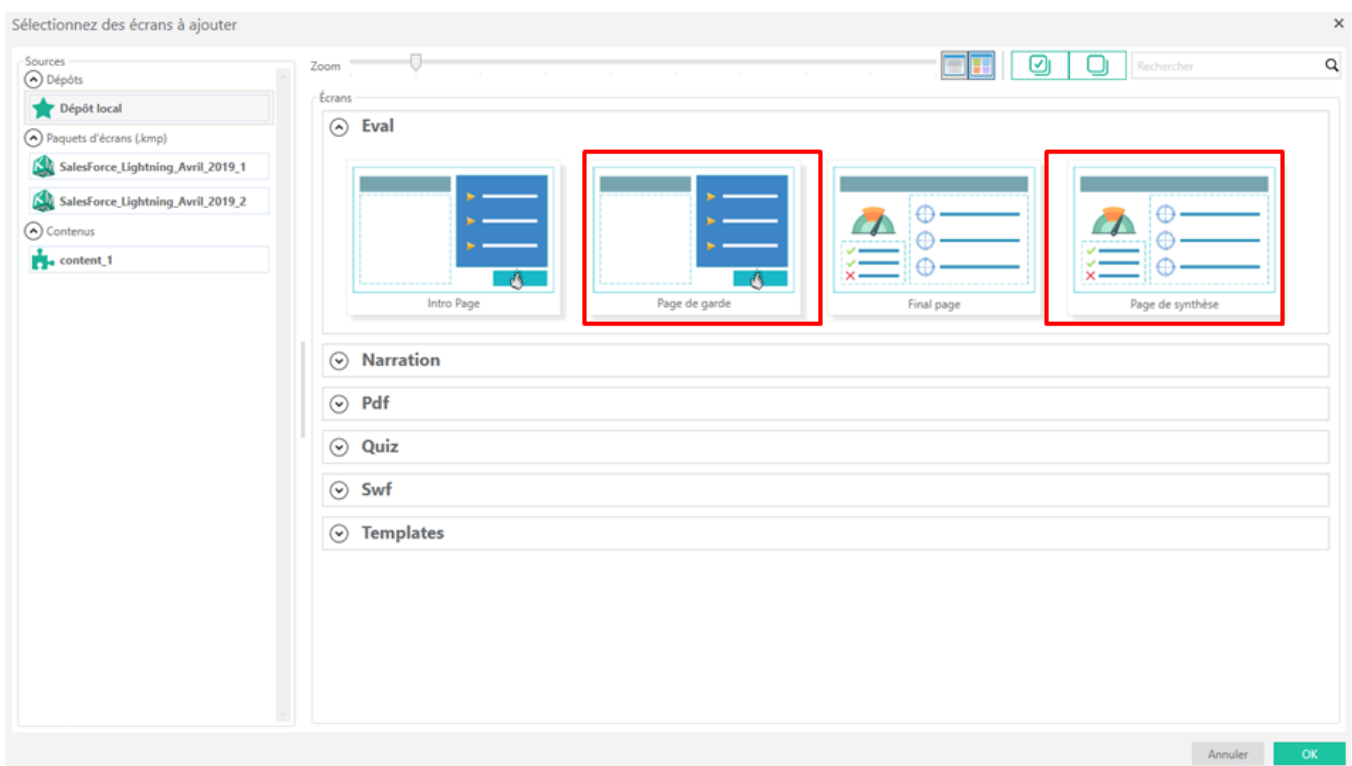 Sélectionnez des écrans à ajouter
Sources
Dépôts
Dépôt local
Paquets d'écrans (.kmp)
SalesForce_Lightning_Avril_2019_1
SalesForce_Lightning_Avril_2019_2
Contenus
content_1
Zoom
Rechercher
Écrans
Eval
Intro Page
Page de garde
Final page
Page de synthèse
Narration
Pdf
Quiz
Swf
Templates
Annuler
OK